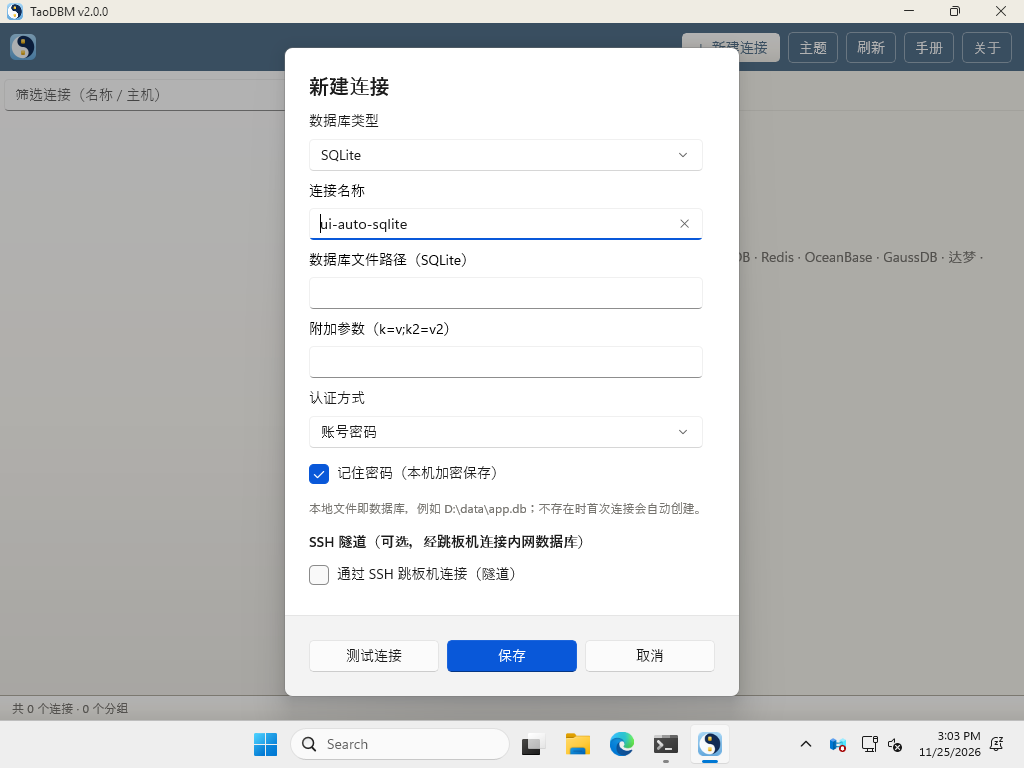 TaoDBM v2.0.0
新建连接
主题
刷新
手册
关于
筛选连接（名称 / 主机）
新建连接
数据库类型
SQLite
连接名称
ui-auto-sqlite
数据库文件路径（SQLite）
DB · Redis · OceanBase · GaussDB · 达梦 ·
附加参数（k=v;k2=v2）
认证方式
账号密码
记住密码（本机加密保存）
本地文件即数据库，例如 D:\data\app.db；不存在时首次连接会自动创建。
SSH 隧道（可选，经跳板机连接内网数据库）
通过 SSH 跳板机连接（隧道）
测试连接
保存
取消
共 0 个连接 · 0 个分组
Search
3:03 PM
11/25/2026